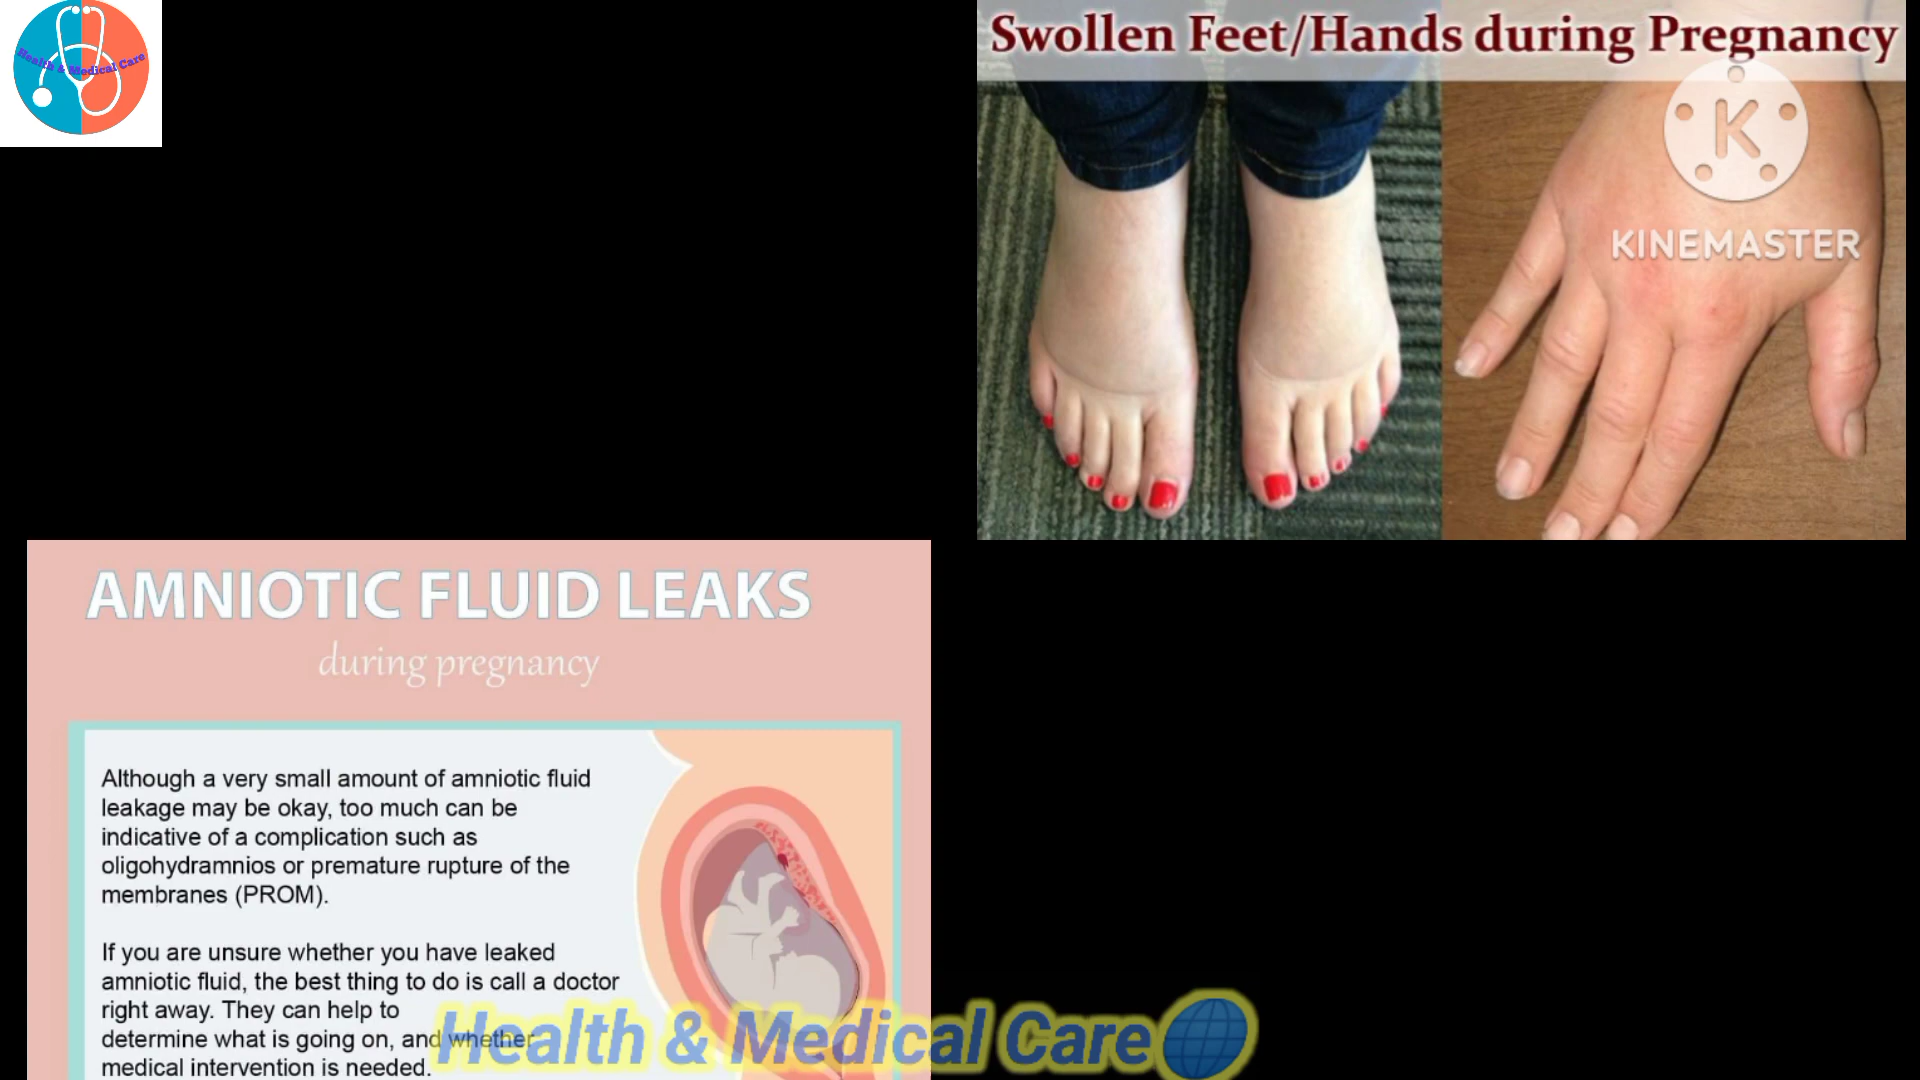 Health & Medical Care
Swollen Feet/Hands during Pregnancy
K
KINEMASTER
AMNIOTIC FLUID LEAKS
during pregnancy
Although a very small amount of amniotic fluid
leakage may be okay, too much can be
indicative of a complication such as
oligohydramnios or premature rupture of the
membranes (PROM).
If you are unsure whether you have leaked
amniotic fluid, the best thing to do is call a doctor
right away. They can help to
determine what is going on, and whether
medical intervention is needed.
Health & Medical Care